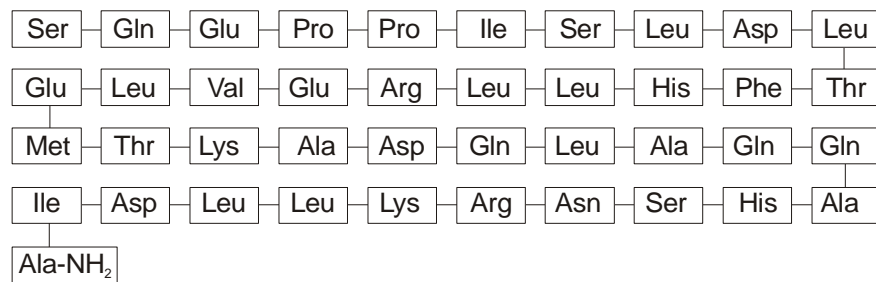 Ser Gln Glu Pro Pro Ile Ser Leu Asp Leu
Glu Leu Val Glu Arg Leu Leu His Phe Thr
Met Thr Lys Ala Asp Gln Leu Ala Gln Gln
Ile Asp Leu Leu Lys Arg Asn Ser His Ala
Ala-NH₂